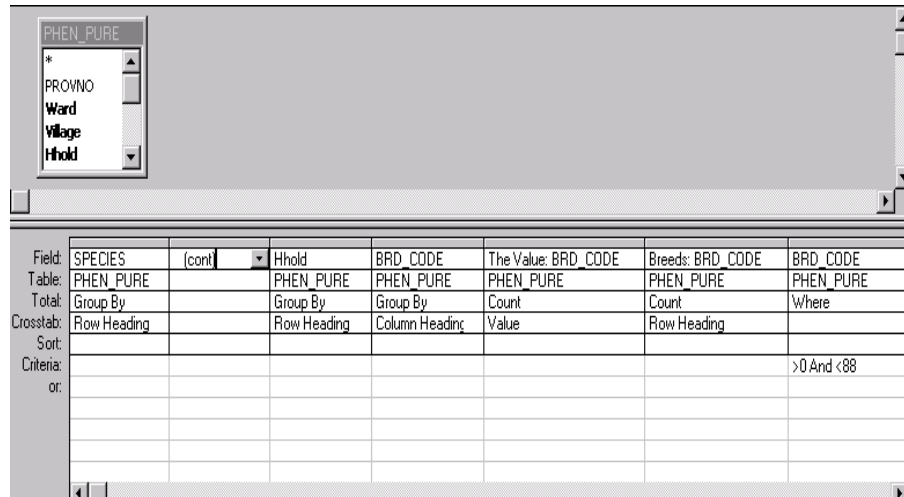 PHEN_PURE
*
PROVNO
Ward
Village
Hhold
Field: SPECIES (cont) Hhold BRD_CODE The Value: BRD_CODE Breeds: BRD_CODE BRD_CODE
Table: PHEN_PURE PHEN_PURE PHEN_PURE PHEN_PURE PHEN_PURE PHEN_PURE
Total: Group By Group By Group By Count Count Where
Crosstab: Row Heading Row Heading Column Heading Value Row Heading
Sort:
Criteria: >0 And <88
or: